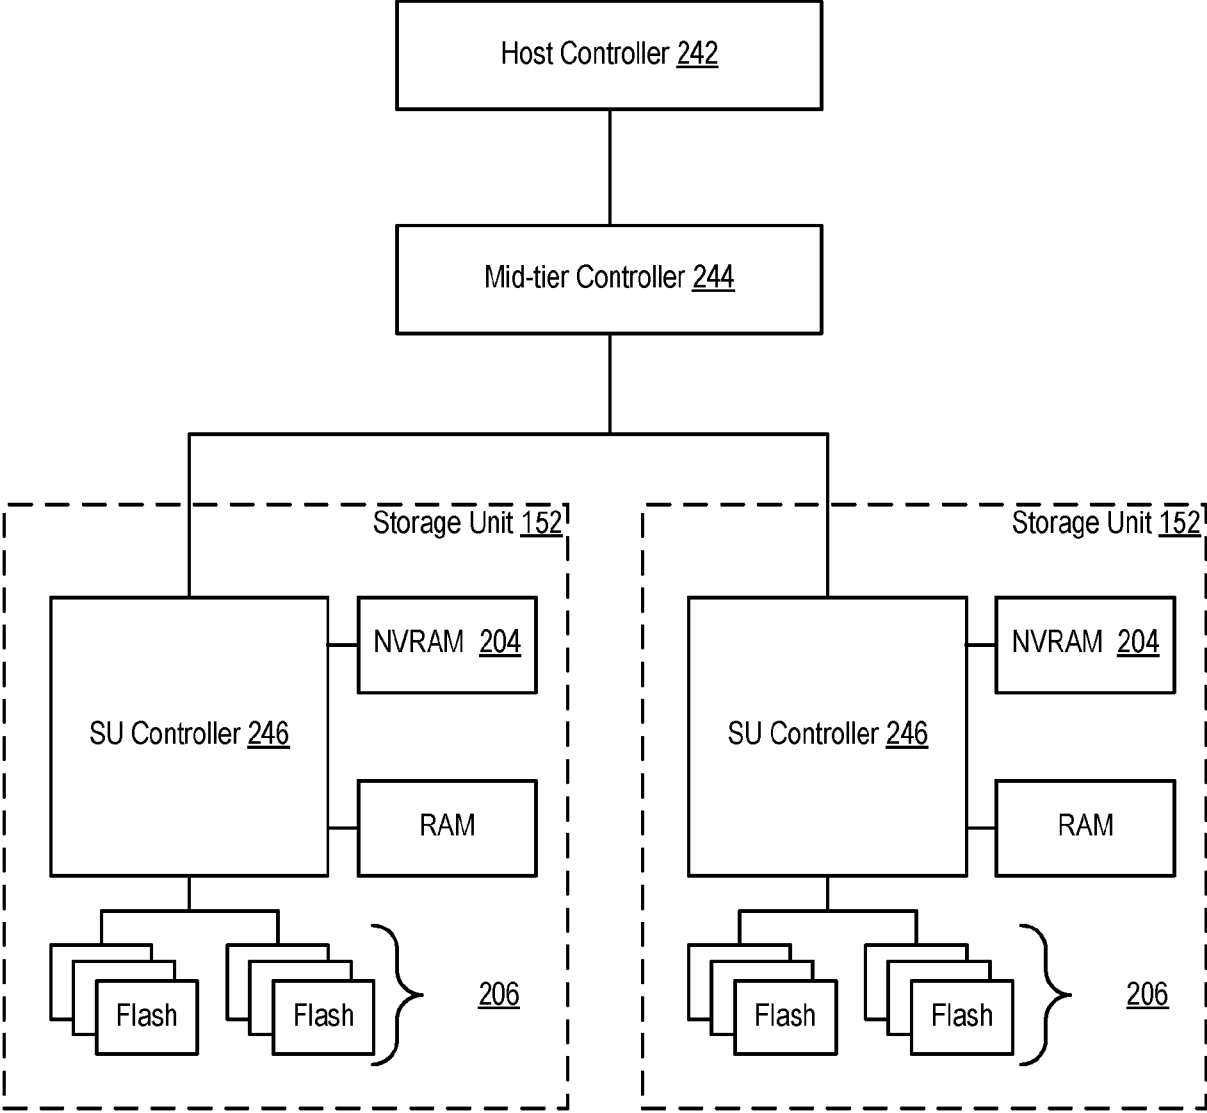 Host Controller 242
Mid-tier Controller 244
Storage Unit 152
NVRAM 204
SU Controller 246
RAM
Flash
Flash
206
Storage Unit 152
NVRAM 204
SU Controller 246
RAM
Flash
Flash
206